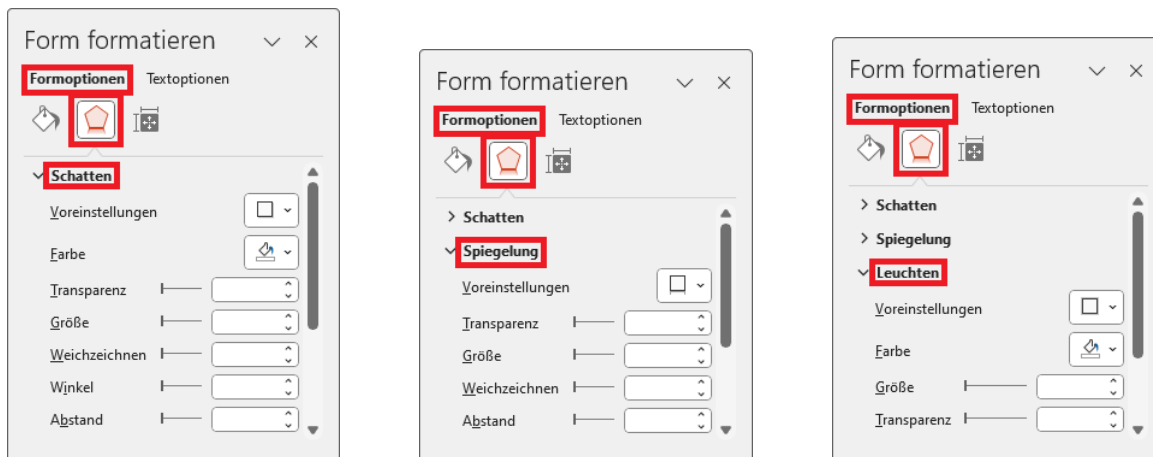 Form formatieren
Formoptionen Textoptionen
Schatten
Voreinstellungen
Farbe
Transparenz
Größe
Weichzeichnen
Winkel
Abstand
Form formatieren
Formoptionen Textoptionen
Schatten
Spiegelung
Voreinstellungen
Transparenz
Größe
Weichzeichnen
Abstand
Form formatieren
Formoptionen Textoptionen
Schatten
Spiegelung
Leuchten
Voreinstellungen
Farbe
Größe
Transparenz